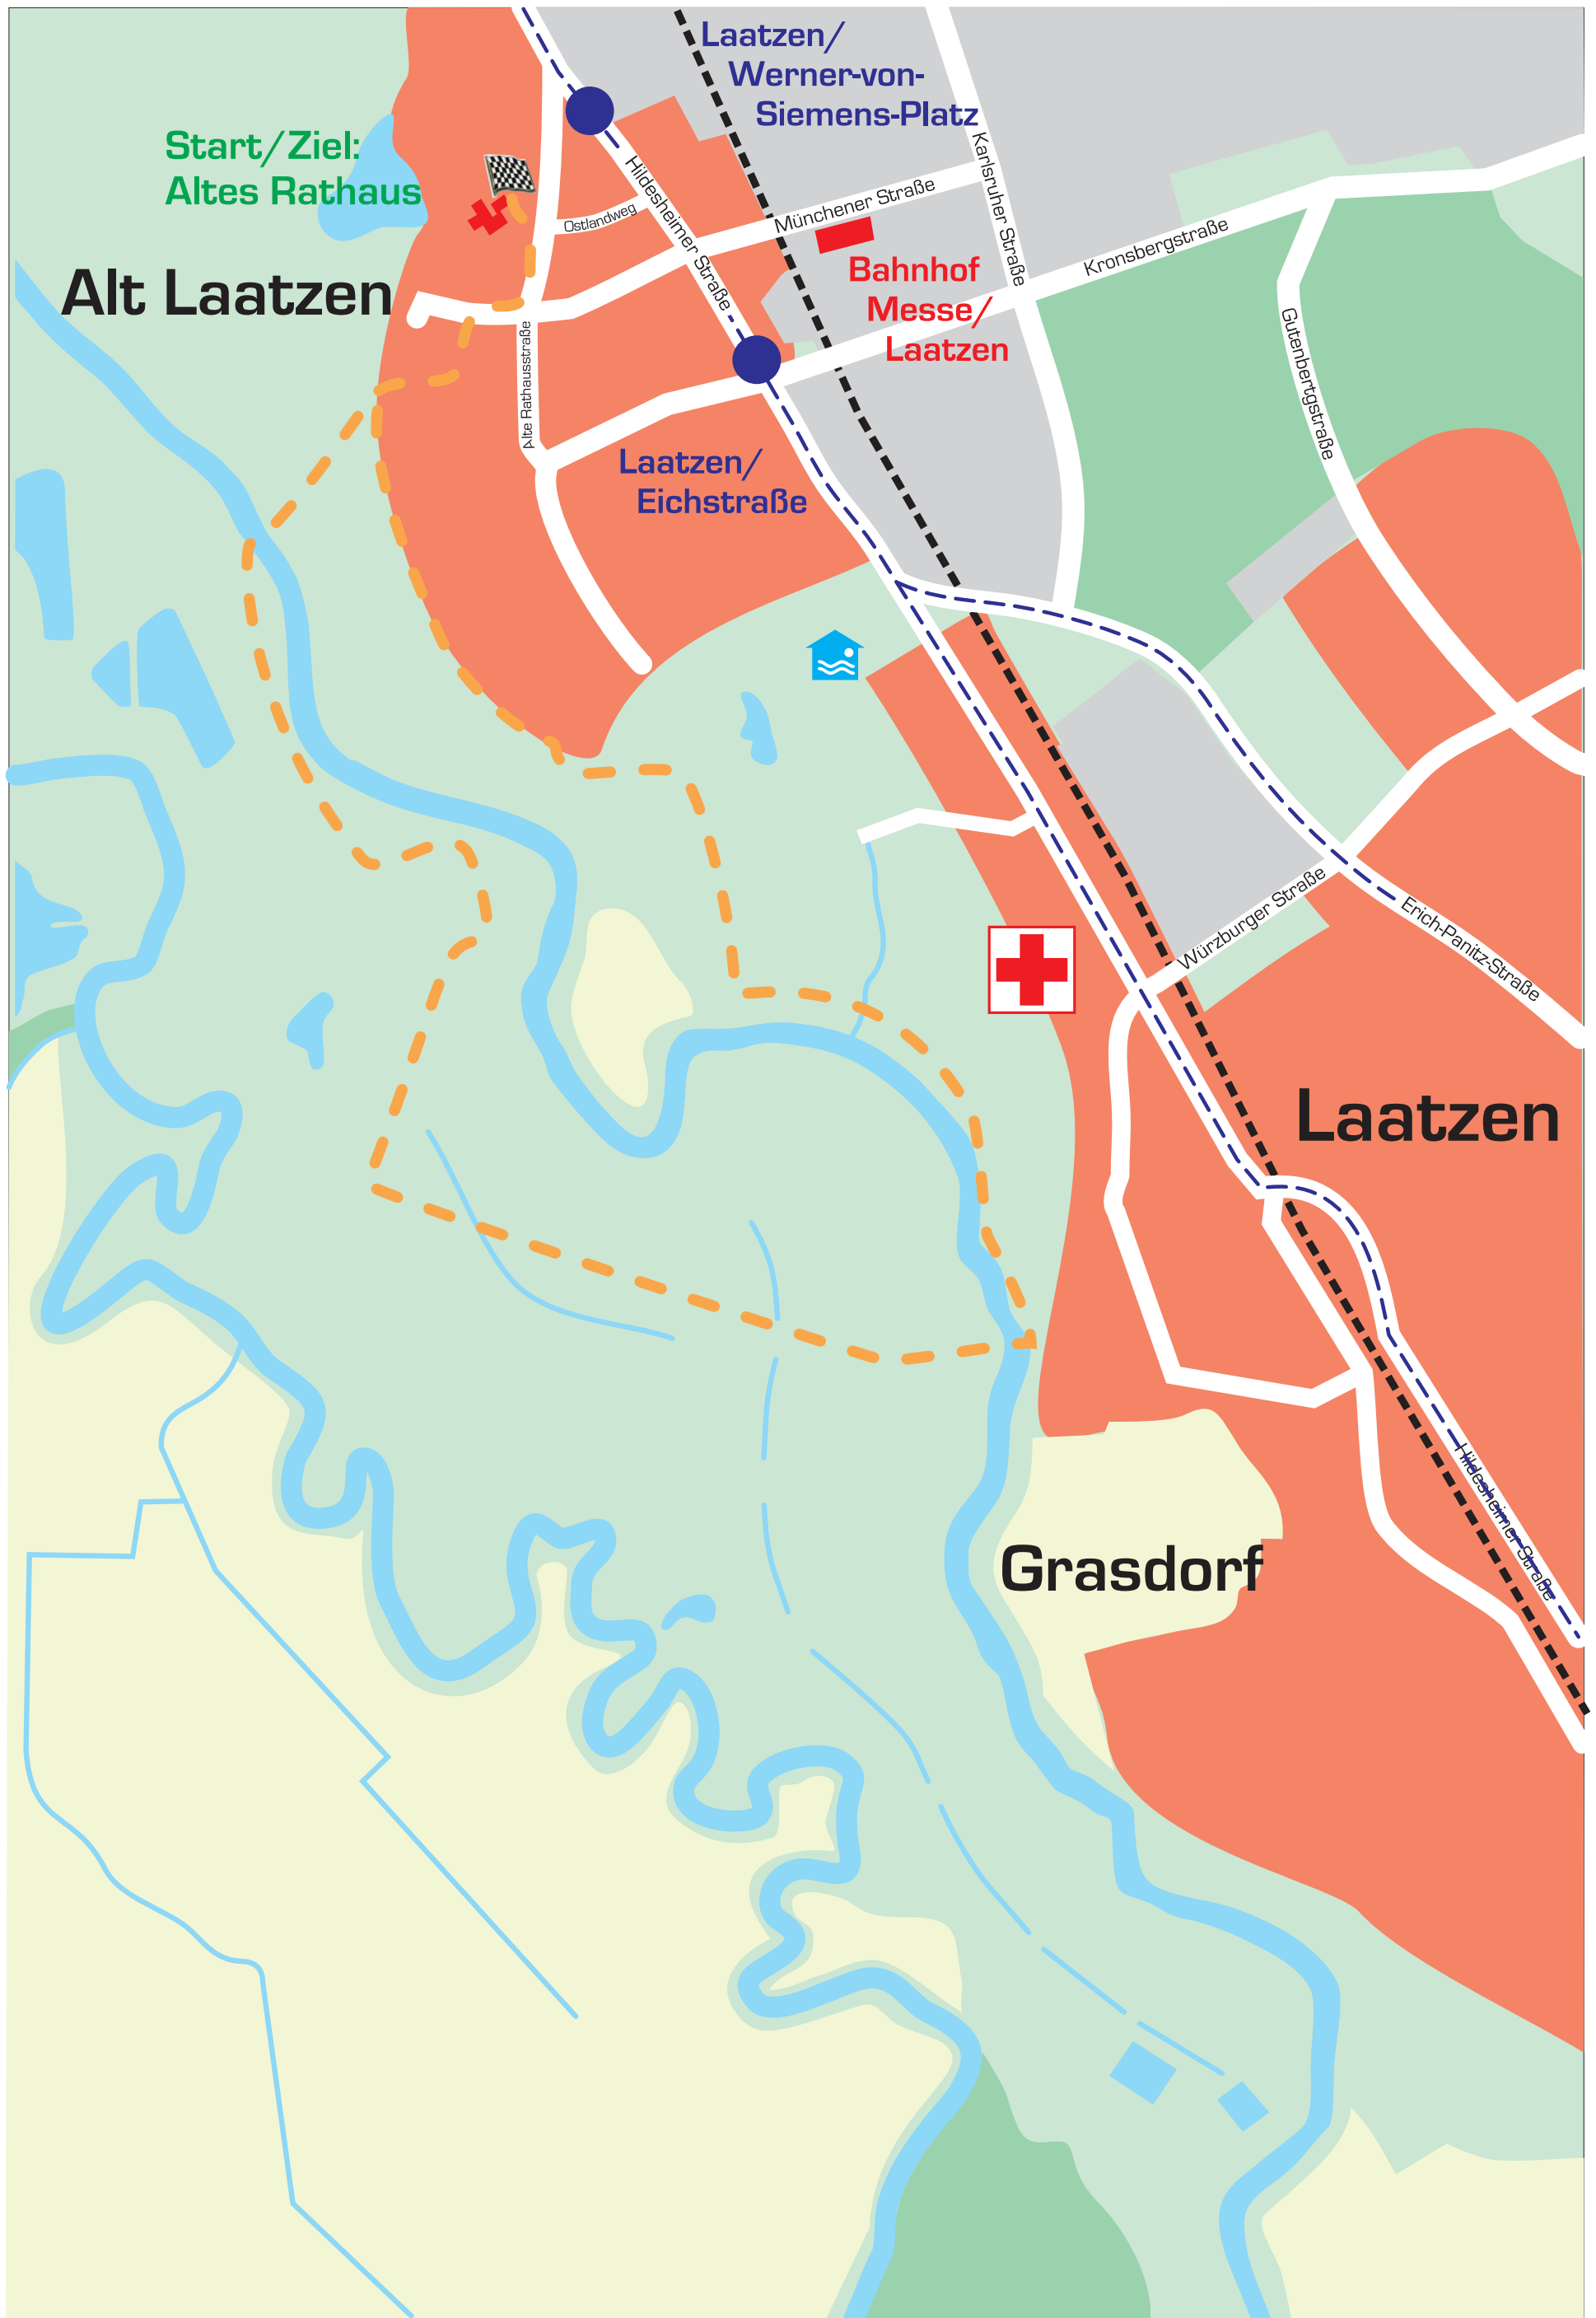 Laatzen/
Werner-von-
Siemens-Platz
Start/Ziel:
Altes Rathaus
Alt Laatzen
Hildesheimer Straße
Ostlandweg
Münchener Straße
Karlsruher Straße
Kronsbergstraße
Bahnhof
Messe/
Laatzen
Alte Rathausstraße
Gutenbertgstraße
Laatzen/
Eichstraße
Würzburger Straße
Erich-Panitz-Straße
Laatzen
Hildesheimer Straße
Grasdorf